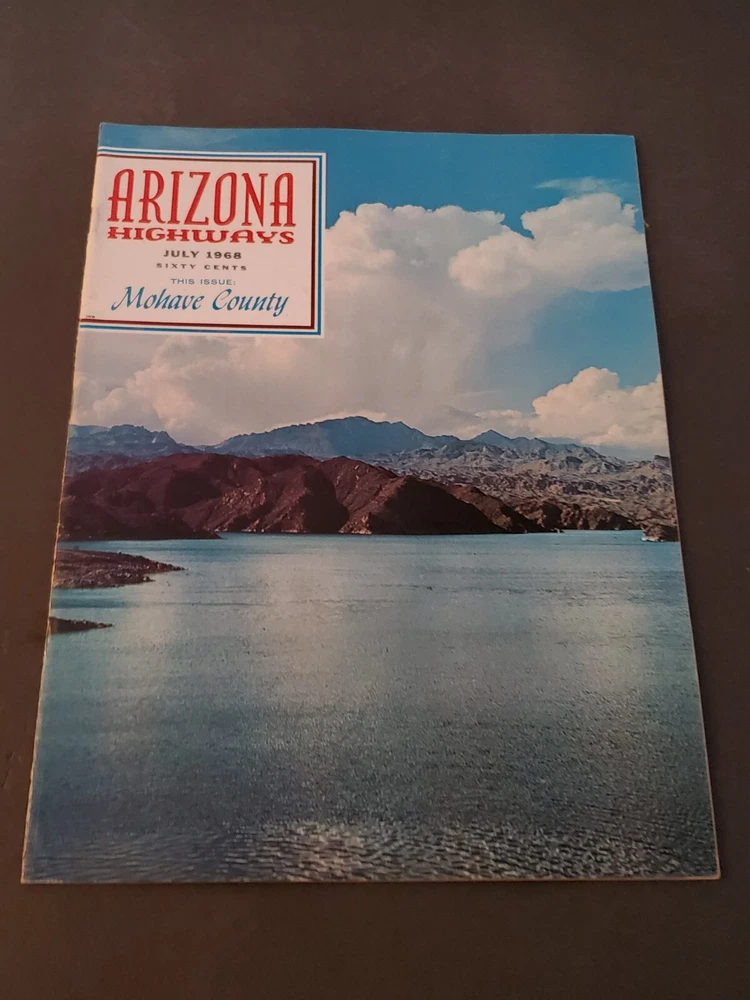 ARIZONA
HIGHWAYS
JULY 1968
SIXTY CENTS
THIS ISSUE:
Mohave County